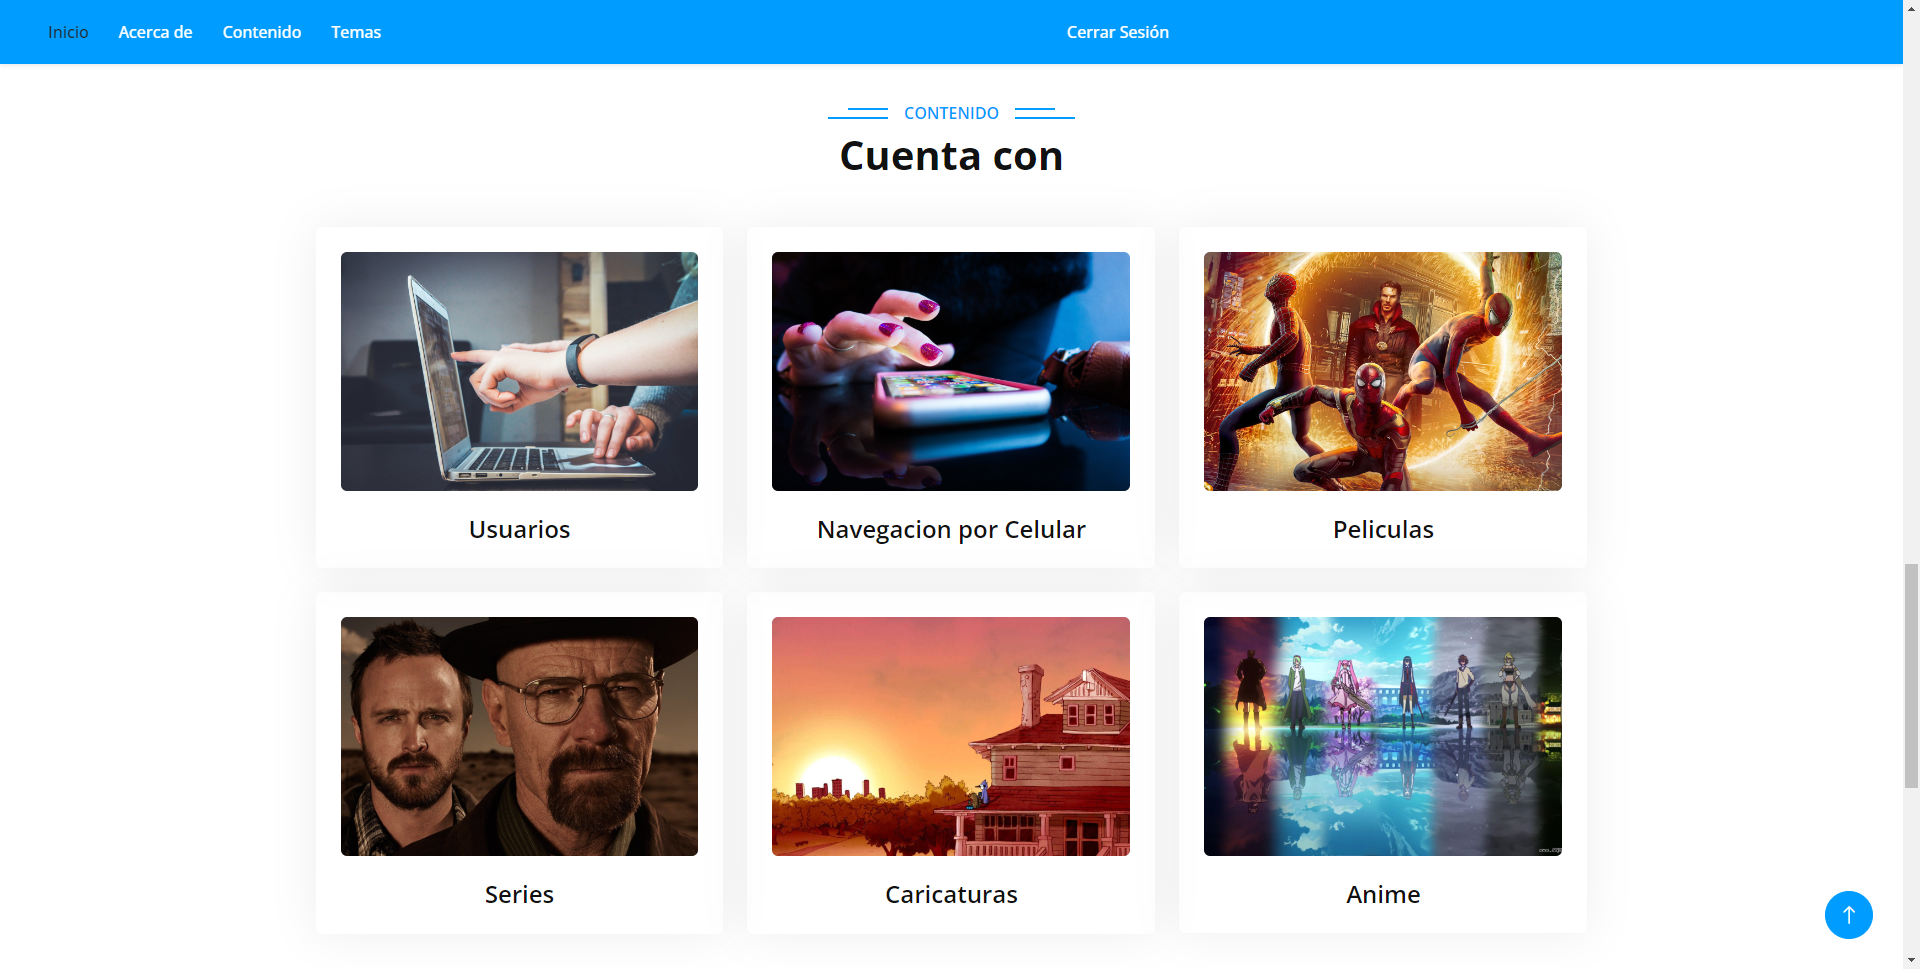 Inicio Acerca de Contenido Temas Cerrar Sesión
CONTENIDO
Cuenta con
Usuarios Navegacion por Celular Peliculas
Series Caricaturas Anime